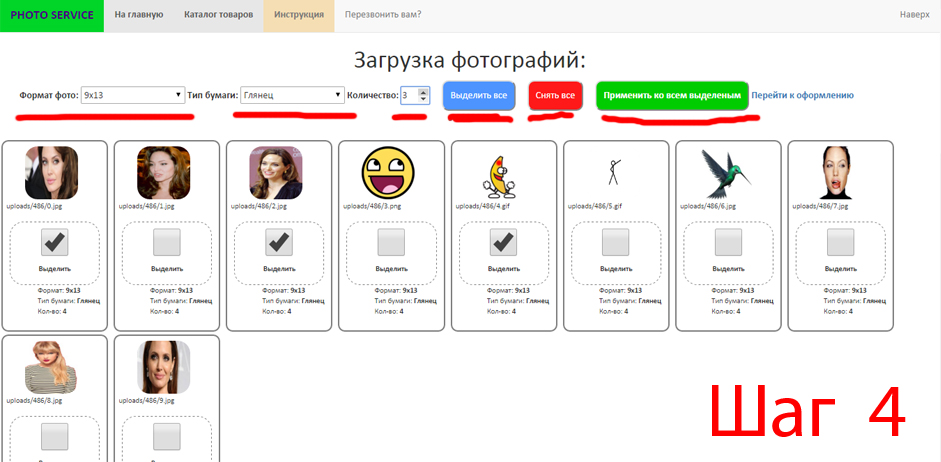 PHOTO SERVICE На главную Каталог товаров Инструкция Перезвонить вам? Наверх
Загрузка фотографий:
Формат фото: 9x13 Тип бумаги: Глянец Количество: 3 Выделить все Снять все Применить ко всем выделеным Перейти к оформлению
uploads/486/0.jpg uploads/486/1.jpg uploads/486/2.jpg uploads/486/3.png uploads/486/4.gif uploads/486/5.gif uploads/486/6.jpg uploads/486/7.jpg
Выделить Выделить Выделить Выделить Выделить Выделить Выделить Выделить
Формат: 9x13 Формат: 9x13 Формат: 9x13 Формат: 9x13 Формат: 9x13 Формат: 9x13 Формат: 9x13 Формат: 9x13
Тип бумаги: Глянец Тип бумаги: Глянец Тип бумаги: Глянец Тип бумаги: Глянец Тип бумаги: Глянец Тип бумаги: Глянец Тип бумаги: Глянец Тип бумаги: Глянец
Кол-во: 4 Кол-во: 4 Кол-во: 4 Кол-во: 4 Кол-во: 4 Кол-во: 4 Кол-во: 4 Кол-во: 4
uploads/486/8.jpg uploads/486/9.jpg
Шаг 4